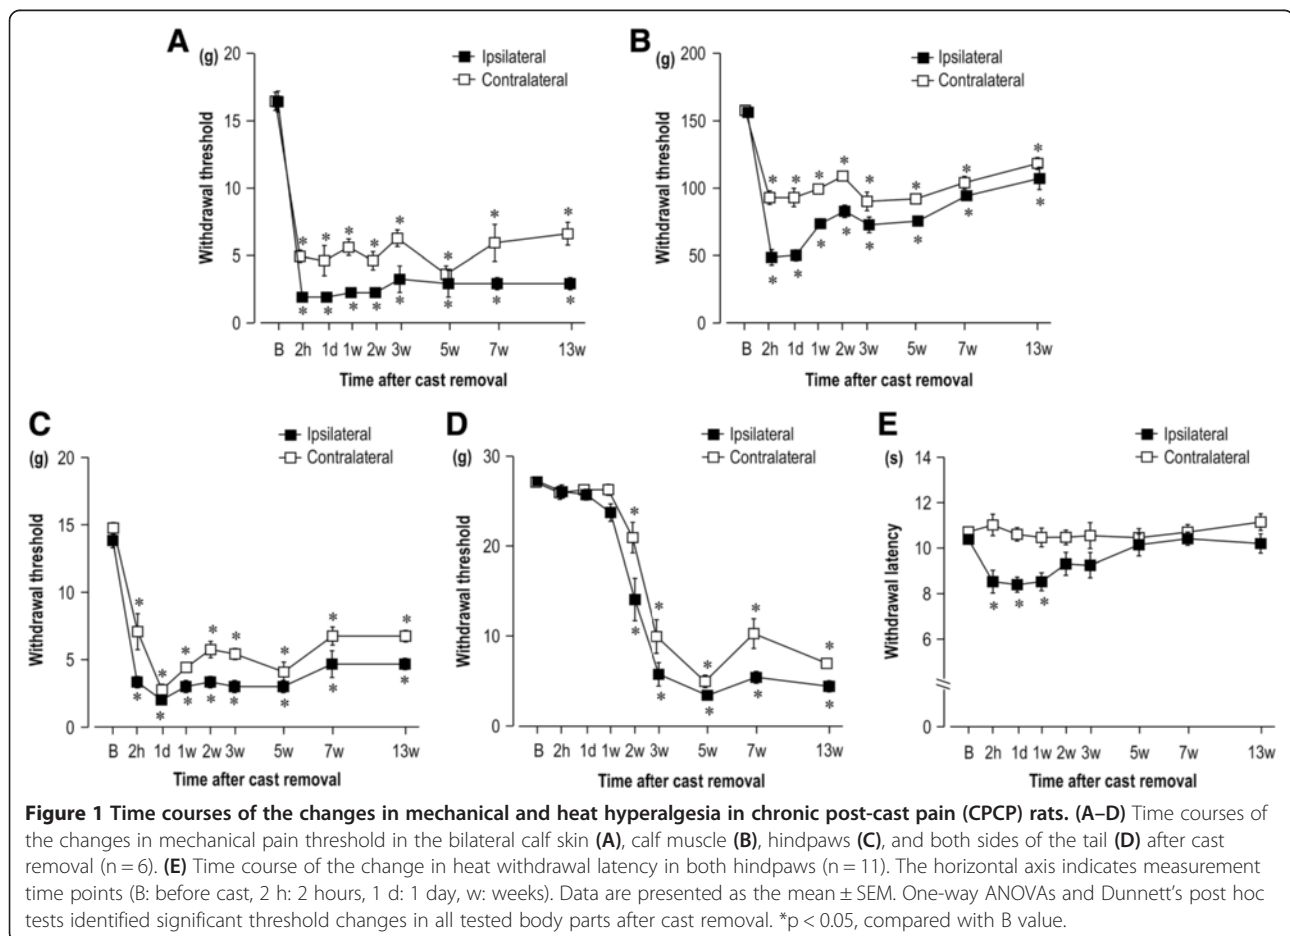 A
(g)
Ipsilateral
Contralateral
20
15
10
5
0
Withdrawal threshold
* * * * * * * *
* * * * * * * *
B 2h 1d 1w 2w 3w 5w 7w 13w
Time after cast removal
B
(g)
Ipsilateral
Contralateral
200
150
100
50
0
Withdrawal threshold
* * * * * * * *
* * * * * * * *
B 2h 1d 1w 2w 3w 5w 7w 13w
Time after cast removal
C
(g)
Ipsilateral
Contralateral
20
15
10
5
0
Withdrawal threshold
* * * * * * * *
* * * * * * * *
B 2h 1d 1w 2w 3w 5w 7w 13w
Time after cast removal
D
(g)
Ipsilateral
Contralateral
30
20
10
0
Withdrawal threshold
* * * * *
* * * * *
B 2h 1d 1w 2w 3w 5w 7w 13w
Time after cast removal
E
(s)
Ipsilateral
Contralateral
14
12
10
8
6
0
Withdrawal latency
* * *
B 2h 1d 1w 2w 3w 5w 7w 13w
Time after cast removal
Figure 1 Time courses of the changes in mechanical and heat hyperalgesia in chronic post-cast pain (CPCP) rats. (A–D) Time courses of
the changes in mechanical pain threshold in the bilateral calf skin (A), calf muscle (B), hindpaws (C), and both sides of the tail (D) after cast
removal (n = 6). (E) Time course of the change in heat withdrawal latency in both hindpaws (n = 11). The horizontal axis indicates measurement
time points (B: before cast, 2 h: 2 hours, 1 d: 1 day, w: weeks). Data are presented as the mean ± SEM. One-way ANOVAs and Dunnett's post hoc
tests identified significant threshold changes in all tested body parts after cast removal. *p < 0.05, compared with B value.